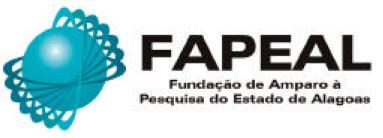 FAPEAL
Fundação de Amparo à
Pesquisa do Estado de Alagoas